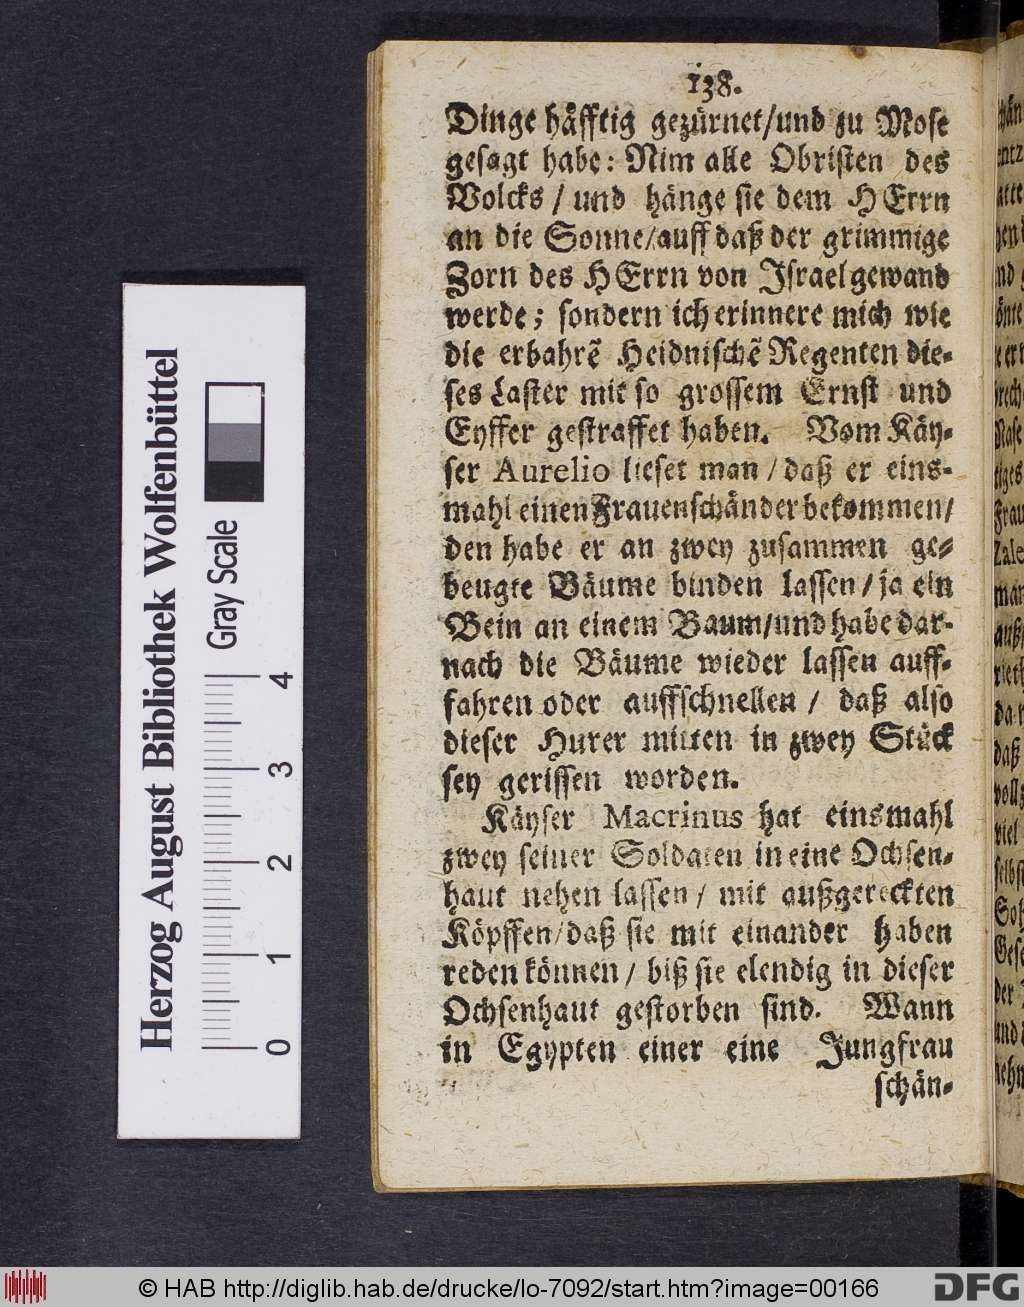 138.
Dinge häfftig gezürnet/und zu Mose
gesagt habe: Nim alle Obristen des
Volcks / und hänge sie dem HErrn
an die Sonne/auff daß der grimmige
Zorn des HErrn von Israel gewand
werde; sondern ich erinnere mich wie
die erbahrẽ Heidnischẽ Regenten die-
ses Laster mit so grossem Ernst und
Eyffer gestraffet haben. Vom Käy-
ser Aurelio lieset man / daß er eins-
mahl einen Frauenschänder bekommen/
den habe er an zwey zusammen ge-
beugte Bäume binden lassen / ja ein
Bein an einem Baum/und habe dar-
nach die Bäume wieder lassen auff-
fahren oder auffschnellen / daß also
dieser Hurer mitten in zwey Stück
sey gerissen worden.
Käyser Macrinus hat einsmahl
zwey seiner Soldaten in eine Ochsen-
haut nehen lassen / mit außgereckten
Köpffen/daß sie mit einander haben
reden können / biß sie elendig in dieser
Ochsenhaut gestorben sind. Wann
in Egypten einer eine Jungfrau
schän-
Herzog August Bibliothek Wolfenbüttel
Gray Scale
0 1 2 3 4
© HAB http://diglib.hab.de/drucke/lo-7092/start.htm?image=00166
DFG